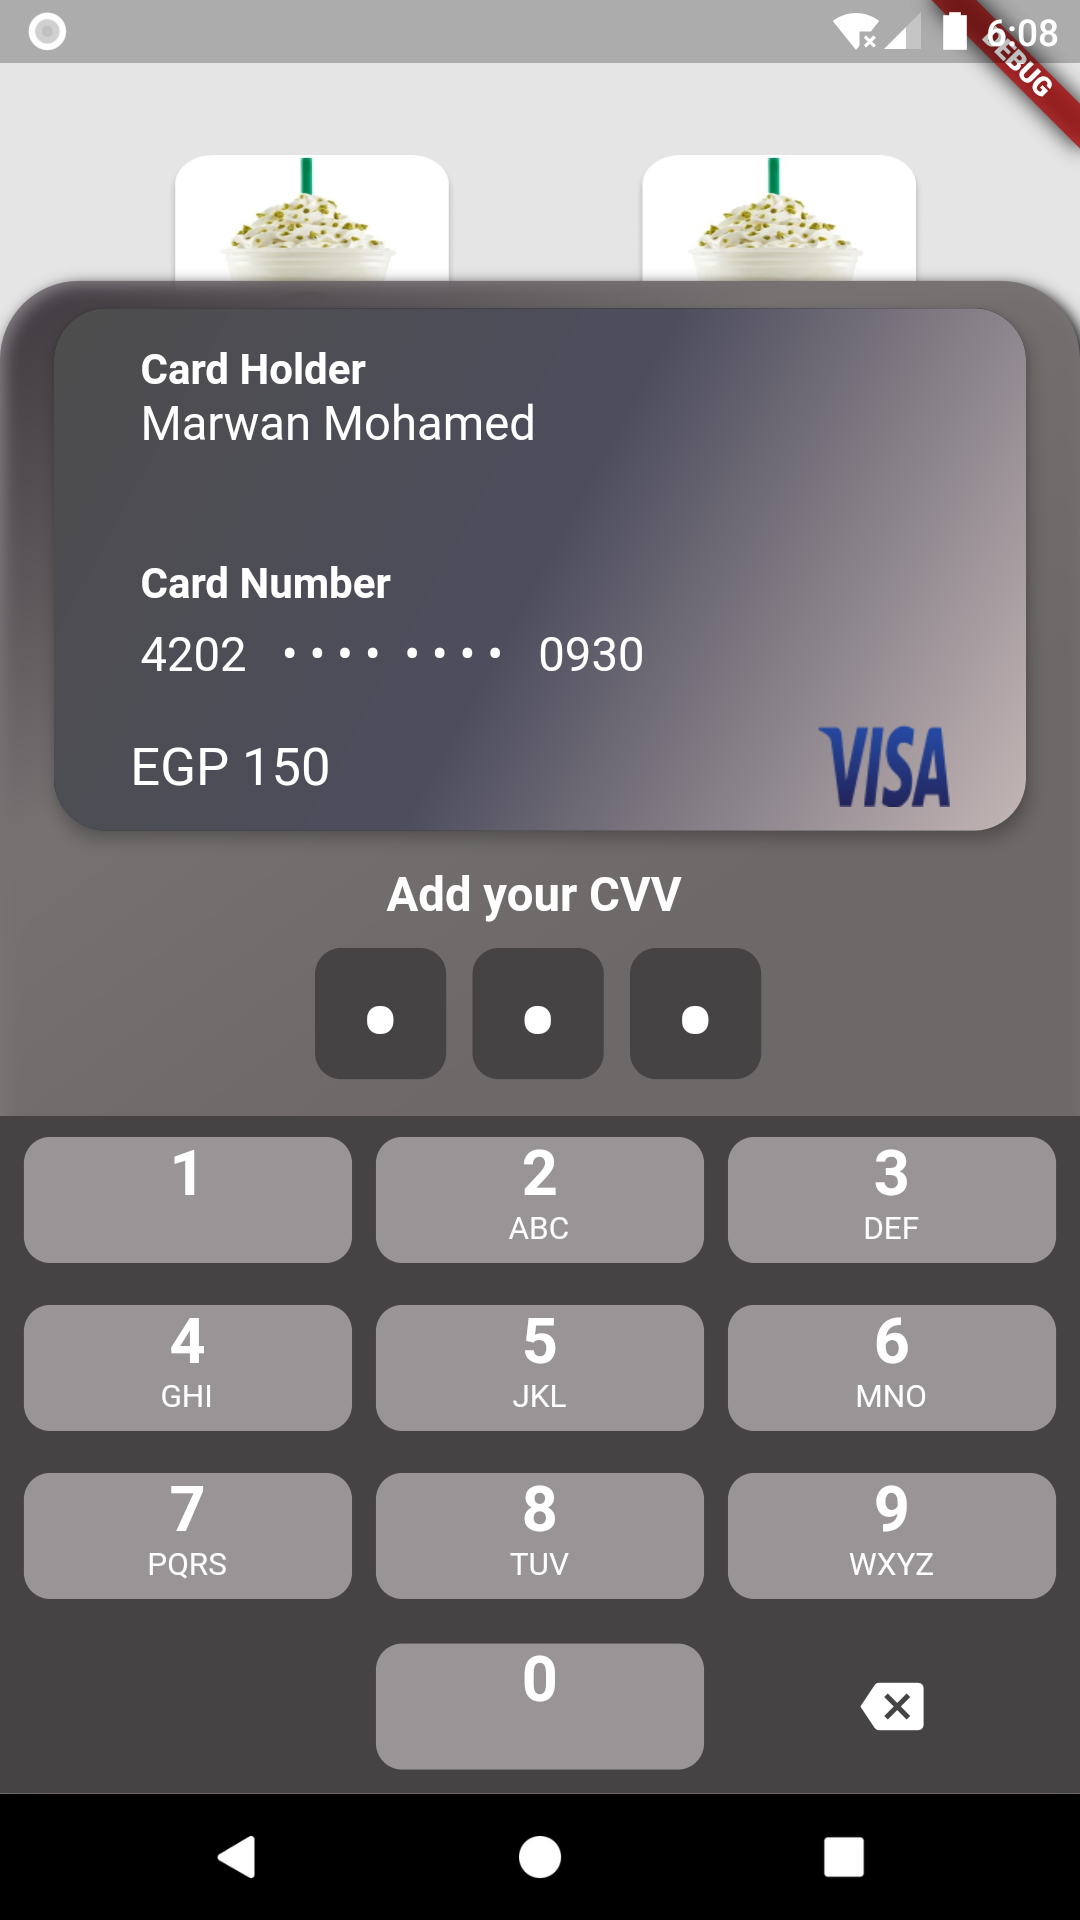 6:08
DEBUG
Card Holder
Marwan Mohamed
Card Number
4202 •••• •••• 0930
EGP 150
VISA
Add your CVV
1
2
3
ABC
DEF
4
5
6
GHI
JKL
MNO
7
8
9
PQRS
TUV
WXYZ
0